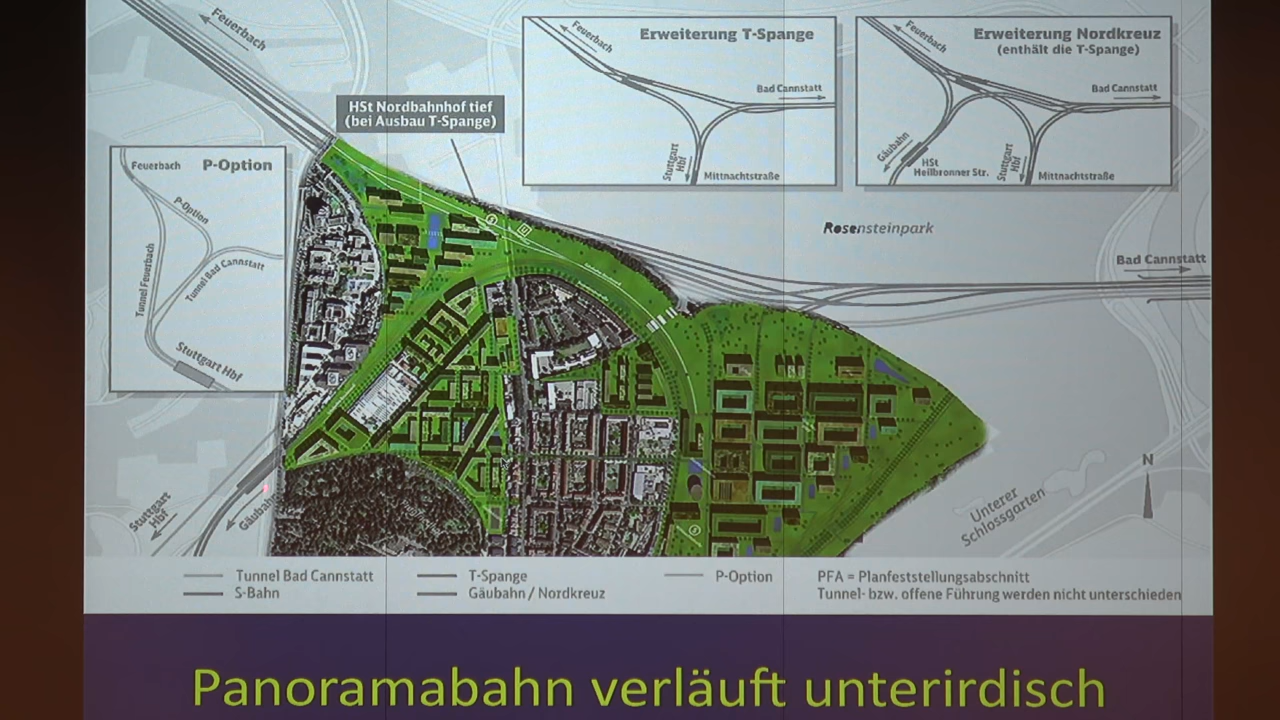 Feuerbach
HSt Nordbahnhof tief
(bei Ausbau T-Spange)
Erweiterung T-Spange
Feuerbach
Bad Cannstatt
Stuttgart
Hbf
Mittnachtstraße
Erweiterung Nordkreuz
(enthält die T-Spange)
Feuerbach
Bad Cannstatt
Gäubahn
HSt
Heilbronner Str.
Stuttgart
Hbf
Mittnachtstraße
P-Option
Feuerbach
P-Option
Tunnel Feuerbach
Tunnel Bad Cannstatt
Stuttgart Hbf
Rosensteinpark
Bad Cannstatt
N
Unterer
Schlossgarten
Stuttgart
Hbf
Gäubahn
Tunnel Bad Cannstatt
S-Bahn
T-Spange
Gäubahn / Nordkreuz
P-Option
PFA = Planfeststellungsabschnitt
Tunnel- bzw. offene Führung werden nicht unterschieden
Panoramabahn verläuft unterirdisch